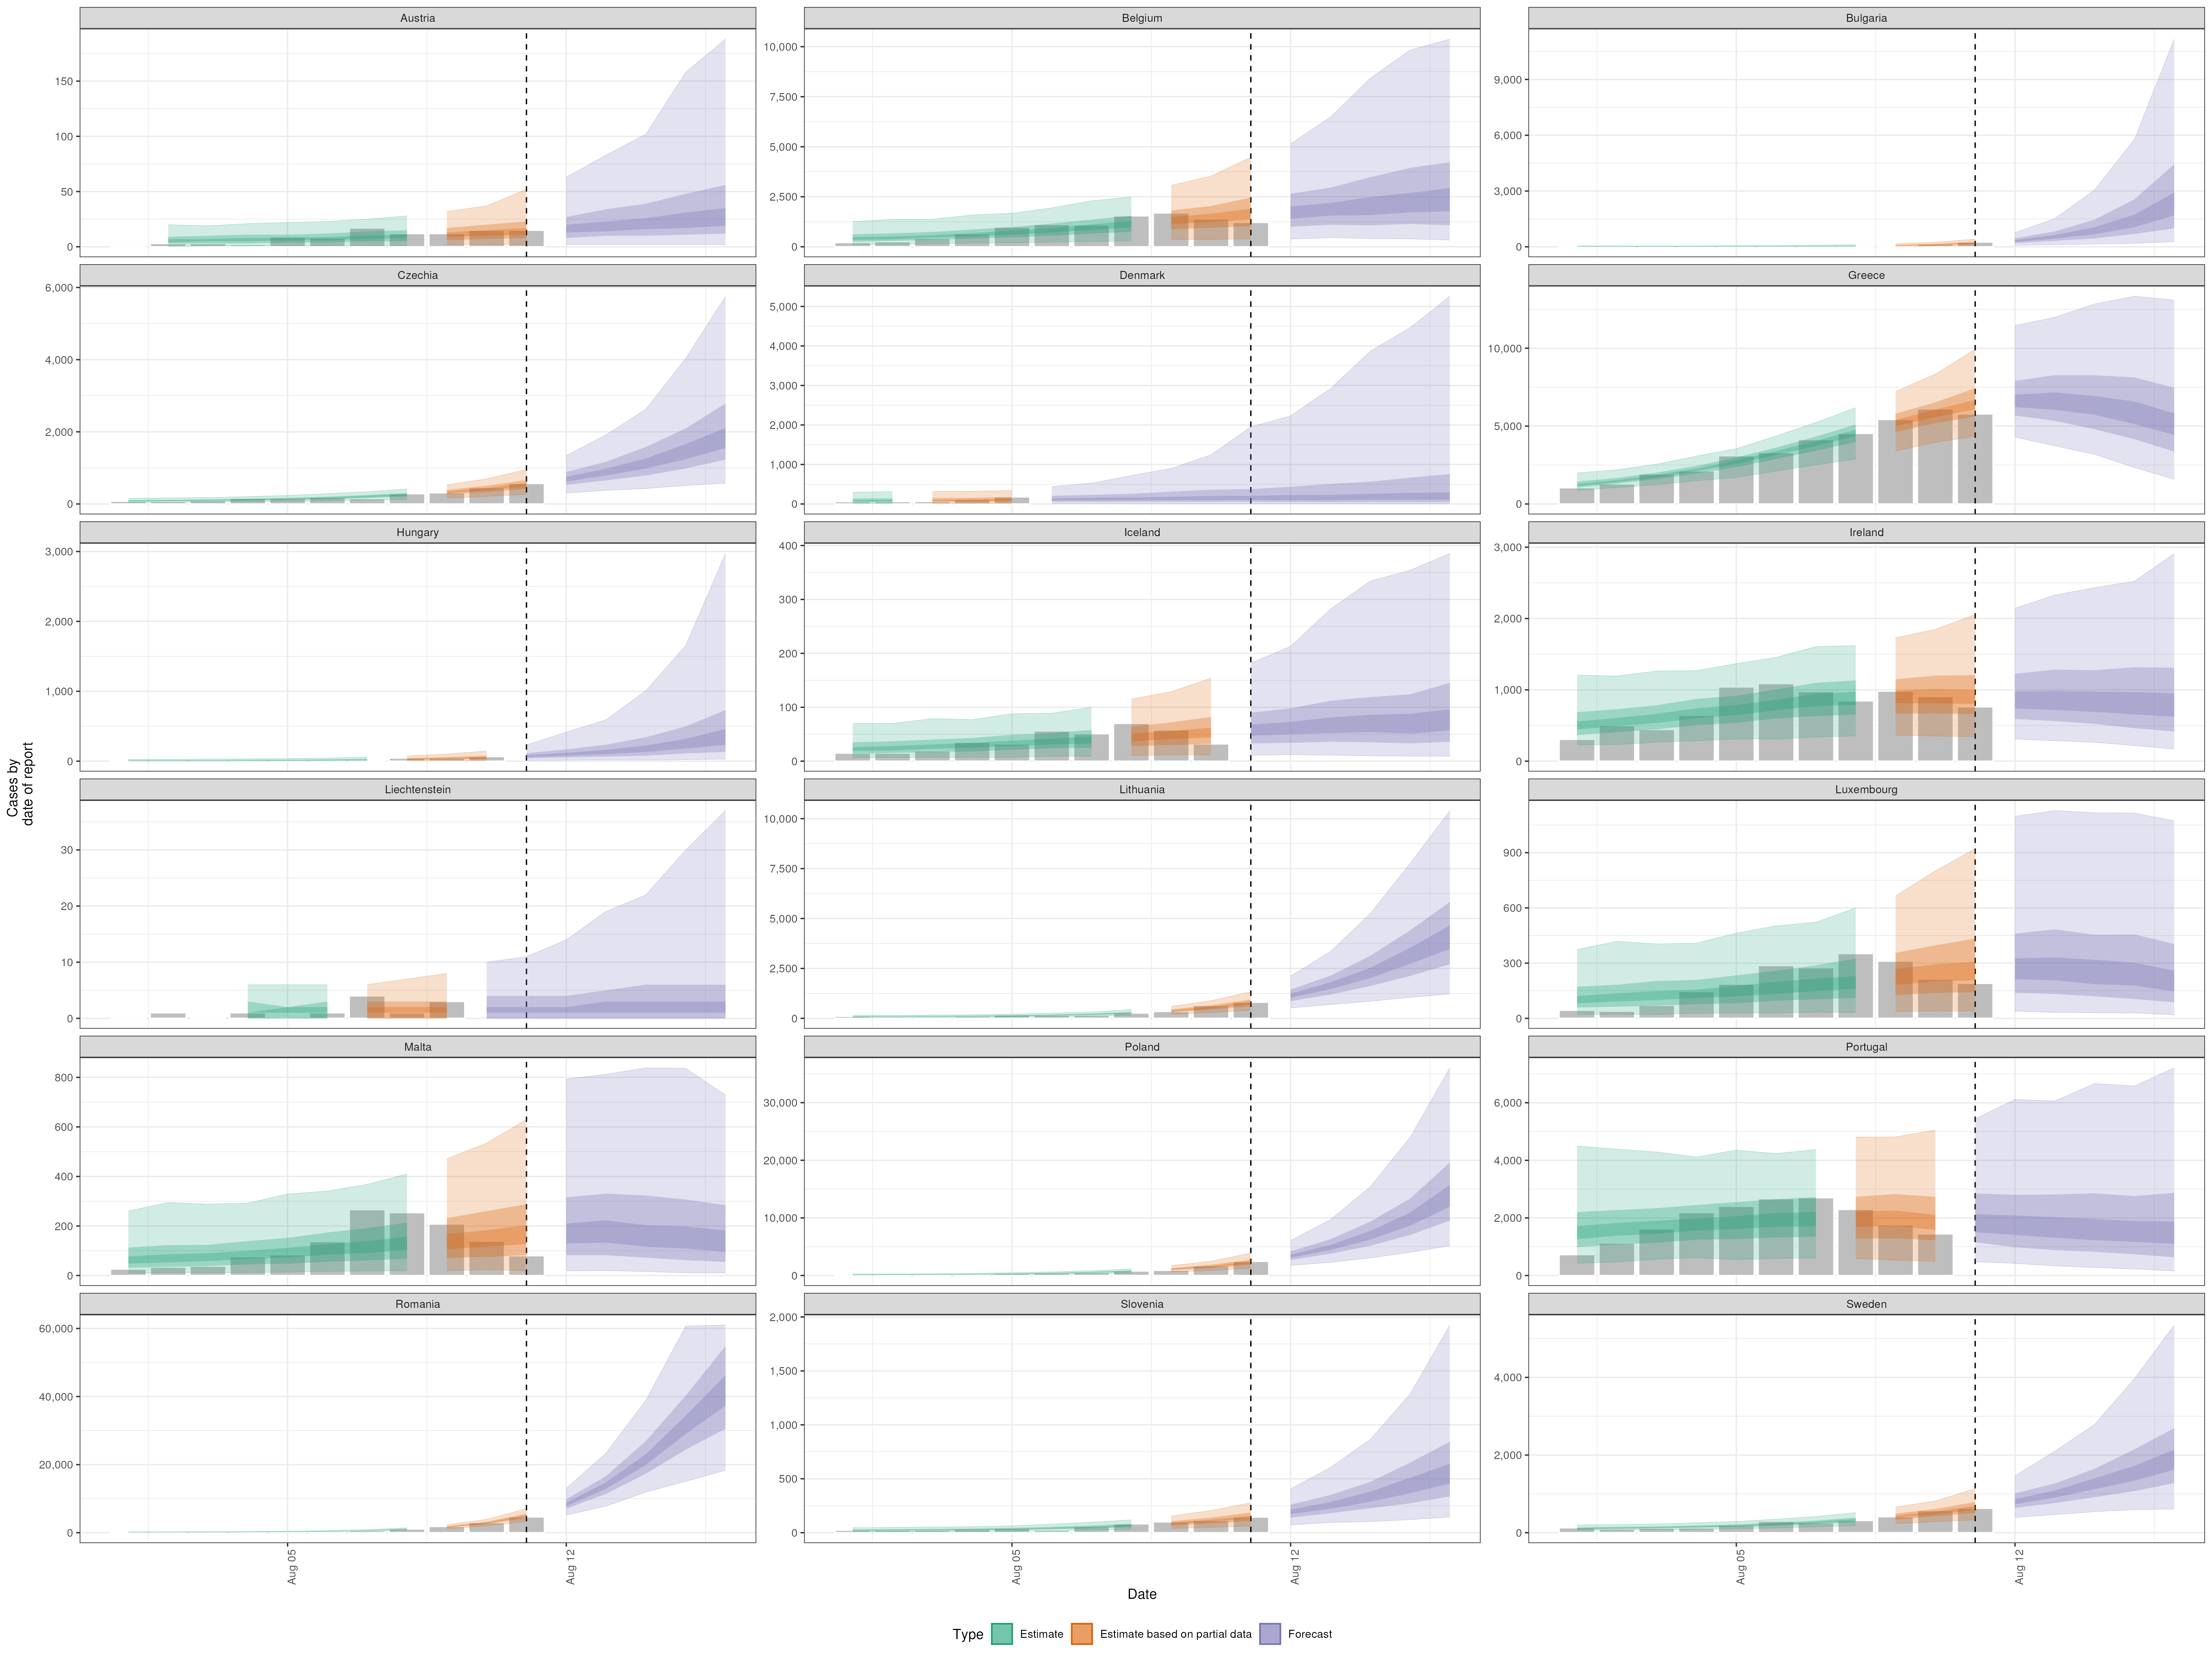 Austria
Belgium
Bulgaria
150
100
50
0
10,000
7,500
5,000
2,500
0
9,000
6,000
3,000
0
Czechia
Denmark
Greece
6,000
4,000
2,000
0
5,000
4,000
3,000
2,000
1,000
0
10,000
5,000
0
Hungary
Iceland
Ireland
3,000
2,000
1,000
0
400
300
200
100
0
3,000
2,000
1,000
0
Cases by
date of report
Liechtenstein
Lithuania
Luxembourg
30
20
10
0
10,000
7,500
5,000
2,500
0
900
600
300
0
Malta
Poland
Portugal
800
600
400
200
0
30,000
20,000
10,000
0
6,000
4,000
2,000
0
Romania
Slovenia
Sweden
60,000
40,000
20,000
0
2,000
1,500
1,000
500
0
4,000
2,000
0
Aug 05
Aug 12
Aug 05
Aug 12
Aug 05
Aug 12
Date
Type Estimate Estimate based on partial data Forecast